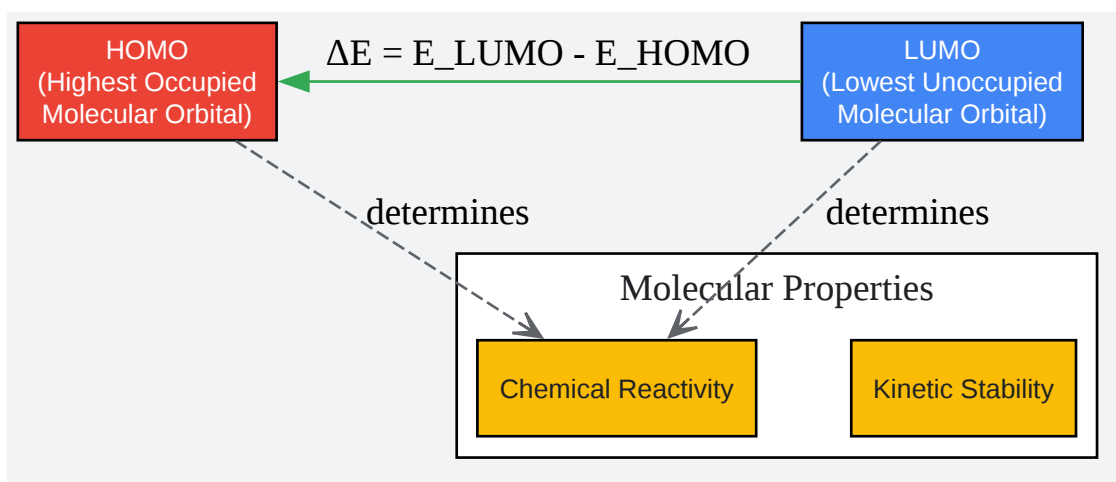 HOMO
(Highest Occupied
Molecular Orbital)
ΔE = E_LUMO - E_HOMO
LUMO
(Lowest Unoccupied
Molecular Orbital)
determines
determines
Molecular Properties
Chemical Reactivity
Kinetic Stability